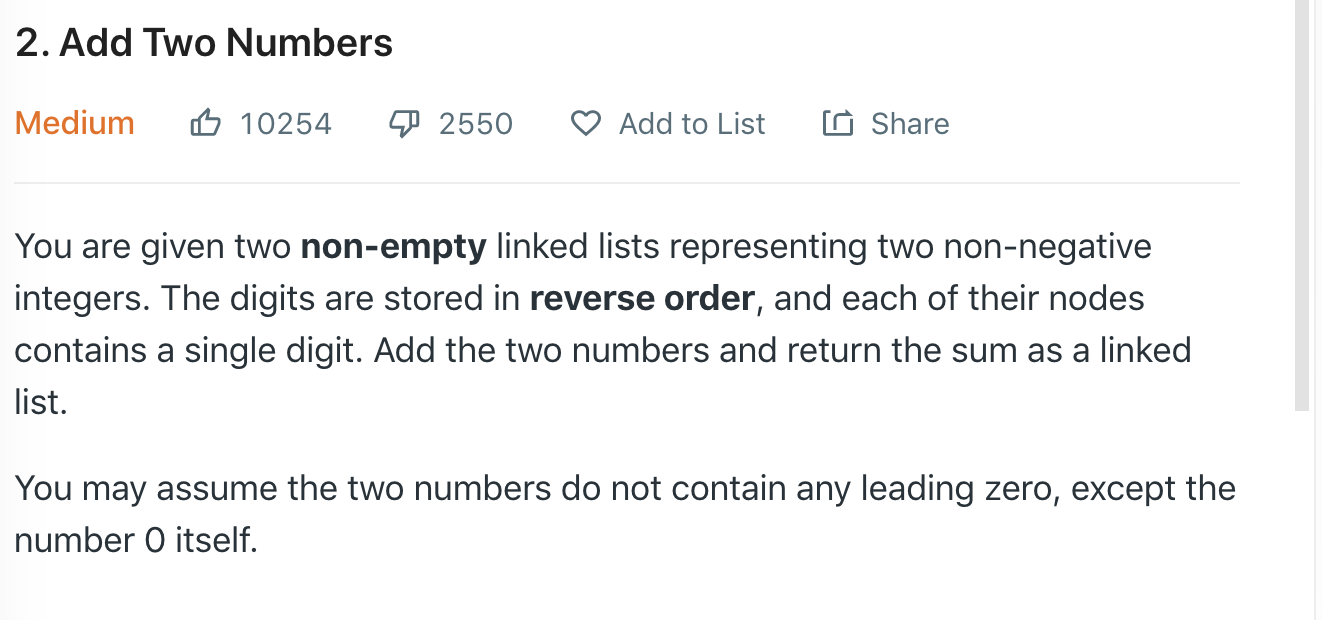 2. Add Two Numbers
Medium 10254 2550 Add to List Share
You are given two non-empty linked lists representing two non-negative
integers. The digits are stored in reverse order, and each of their nodes
contains a single digit. Add the two numbers and return the sum as a linked
list.
You may assume the two numbers do not contain any leading zero, except the
number 0 itself.